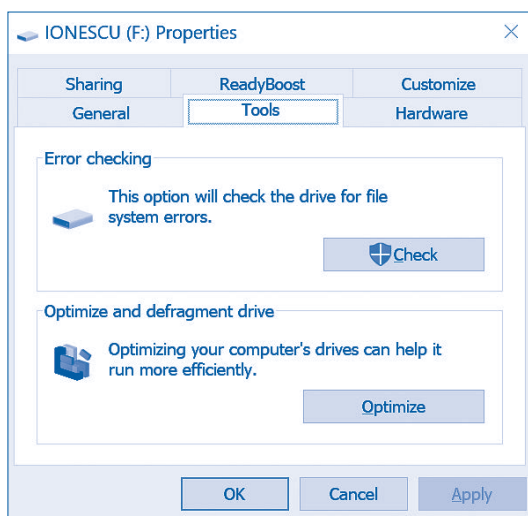 IONESCU (F:) Properties
Sharing ReadyBoost Customize
General Tools Hardware
Error checking
This option will check the drive for file
system errors.
Check
Optimize and defragment drive
Optimizing your computer's drives can help it
run more efficiently.
Optimize
OK Cancel Apply